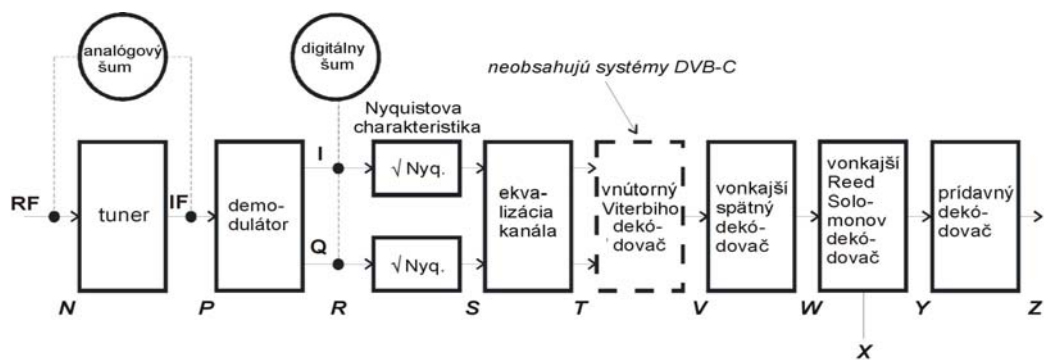 analógový
šum
digitálny
šum
neobsahujú systémy DVB-C
Nyquistova
charakteristika
RF
tuner
IF
demo-
dulátor
I
Q
√ Nyq.
√ Nyq.
ekva-
lizácia
kanála
vnútorný
Viterbiho
dekó-
dovač
vonkajší
spätný
dekó-
dovač
vonkajší
Reed
Solo-
monov
dekó-
dovač
prídavný
dekó-
dovač
N
P
R
S
T
V
W
Y
Z
X